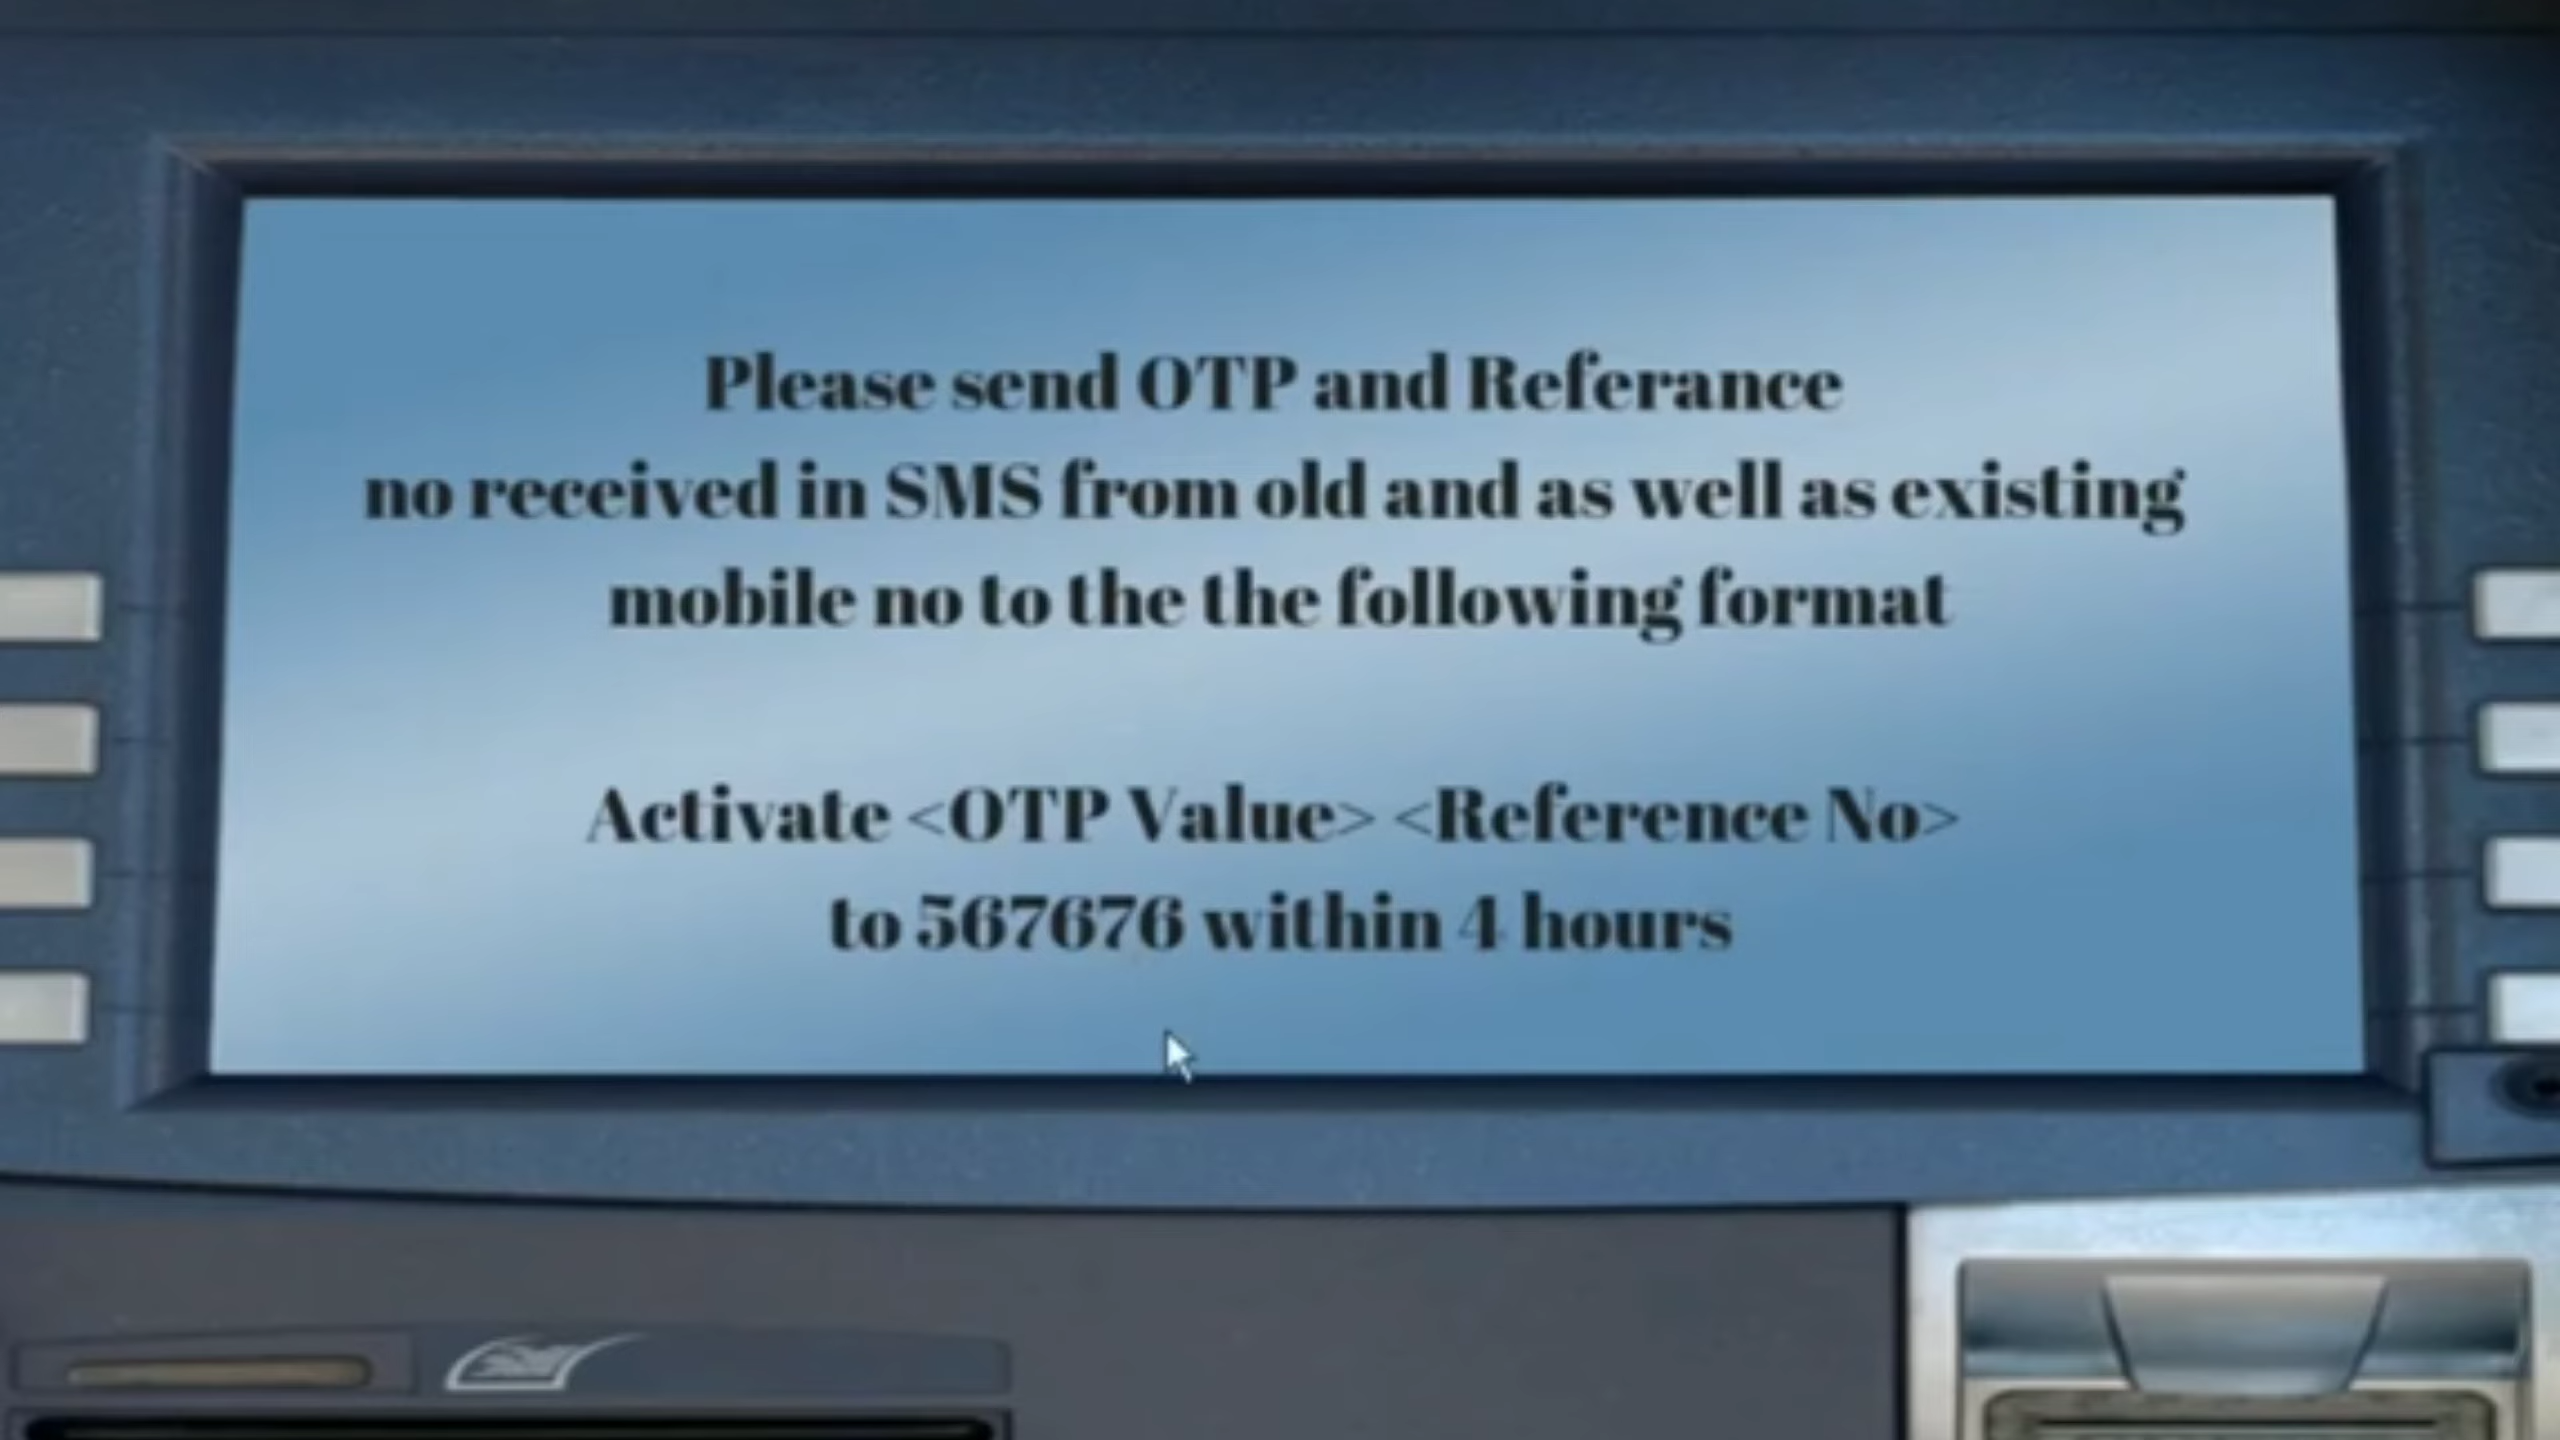 Please send OTP and Referance
no received in SMS from old and as well as existing
mobile no to the the following format
Activate <OTP Value> <Reference No>
to 567676 within 4 hours